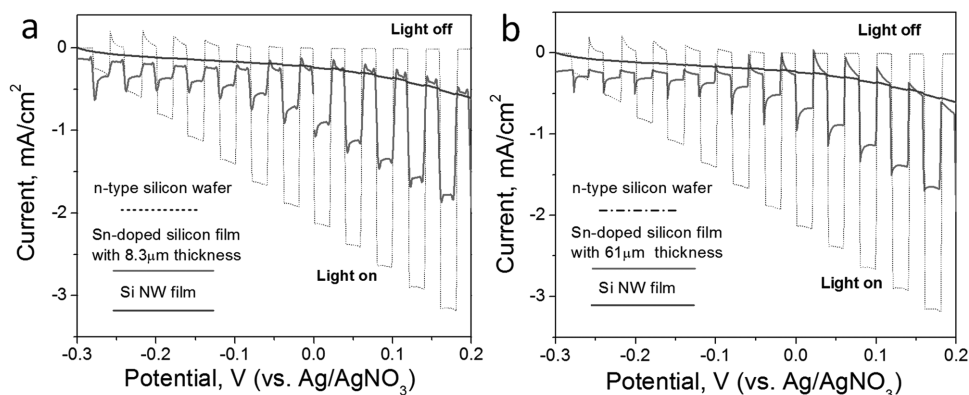 a
Light off
0
-1
-2
-3
Current, mA/cm²
n-type silicon wafer
Sn-doped silicon film
with 8.3μm thickness
Si NW film
Light on
-0.3 -0.2 -0.1 0.0 0.1 0.2
Potential, V (vs. Ag/AgNO₃)
b
Light off
0
-1
-2
-3
Current, mA/cm²
n-type silicon wafer
Sn-doped silicon film
with 61μm thickness
Si NW film
Light on
-0.3 -0.2 -0.1 0.0 0.1 0.2
Potential, V (vs. Ag/AgNO₃)